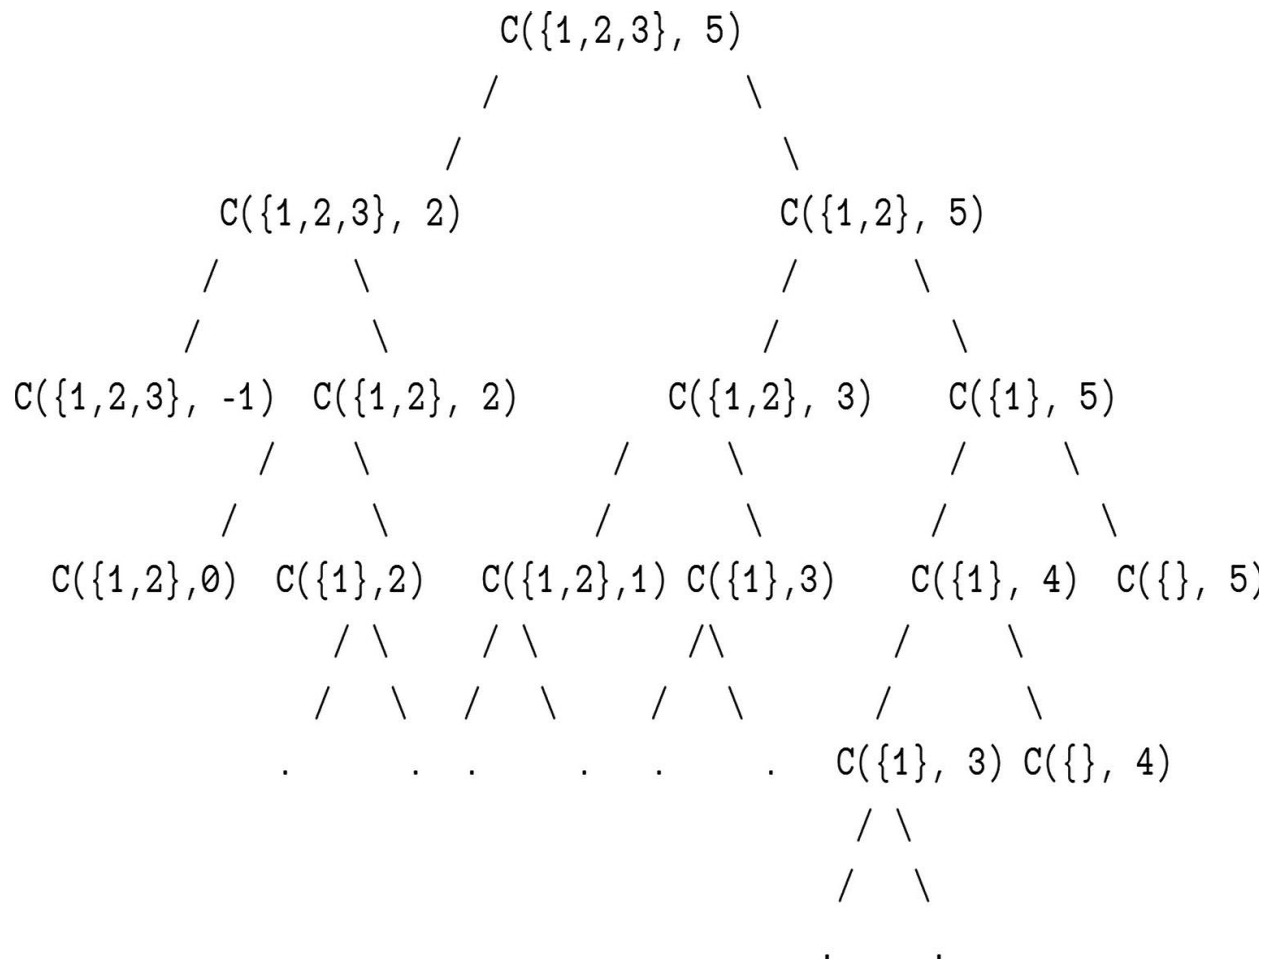 C({1,2,3}, 5)
/ \
/ \
C({1,2,3}, 2) C({1,2}, 5)
/ \ / \
/ \ / \
C({1,2,3}, -1) C({1,2}, 2) C({1,2}, 3) C({1}, 5)
/ \ / \ / \
/ \ / \ / \
C({1,2},0) C({1},2) C({1,2},1) C({1},3) C({1}, 4) C({}, 5)
/ \ / \ /\ / \
/ \ / \ / \ / \
. . . . . . C({1}, 3) C({}, 4)
/ \
/ \
. .